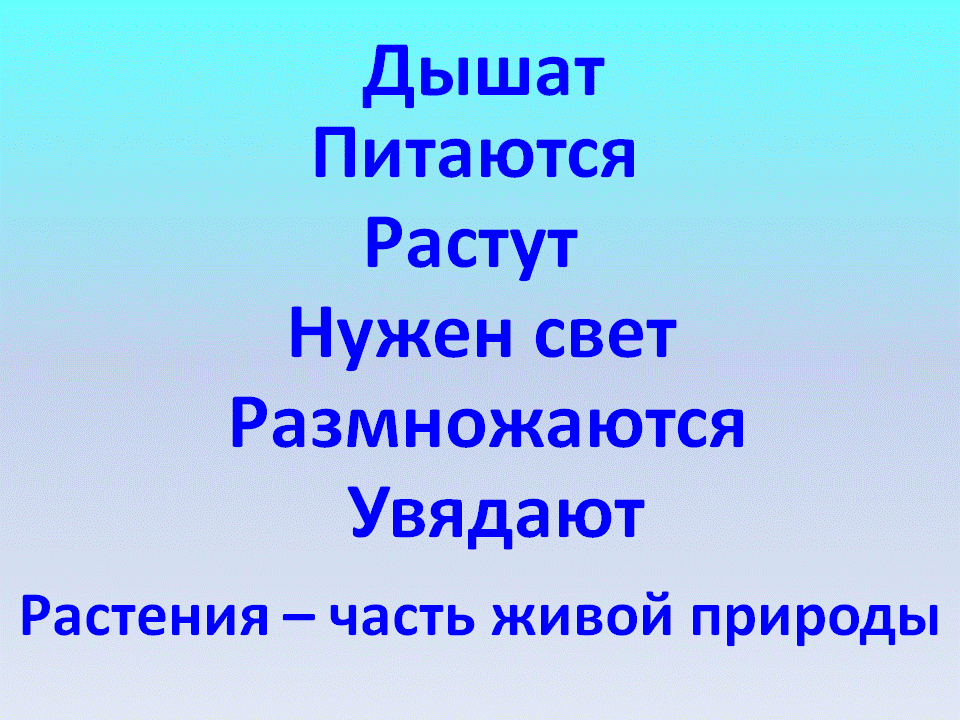 Дышат
Питаются
Растут
Нужен свет
Размножаются
Увядают
Растения – часть живой природы